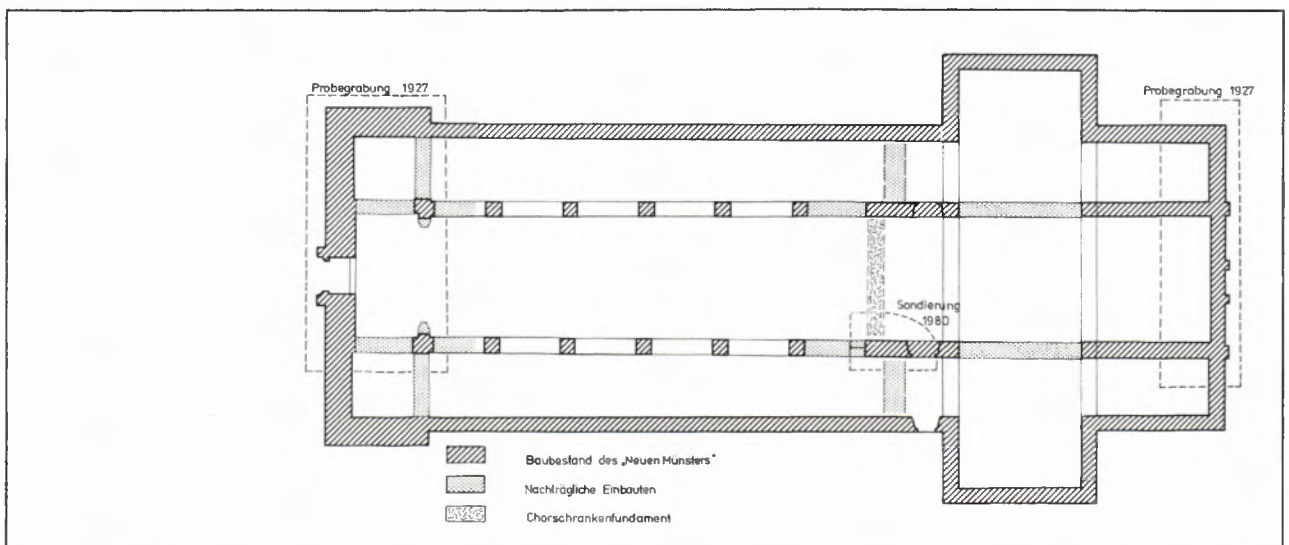 Probegrabung 1927
Probegrabung 1927
Sondierung
1980
Baubestand des „Neuen Münsters"
Nachträgliche Einbauten
Chorschrankenfundament